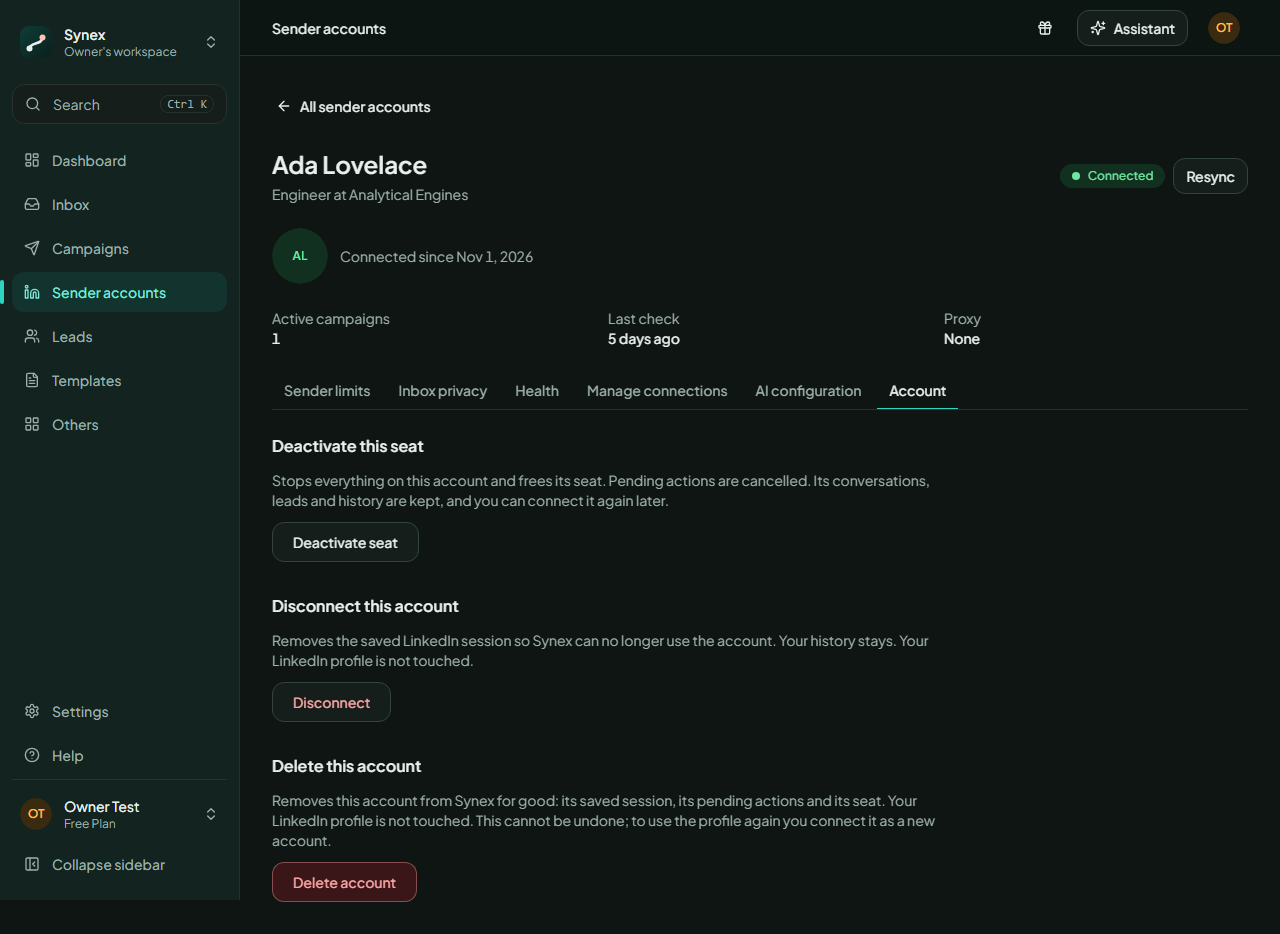 Synex
Owner's workspace
Search
Ctrl K
Dashboard
Inbox
Campaigns
Sender accounts
Leads
Templates
Others
Settings
Help
OT
Owner Test
Free Plan
Collapse sidebar
Sender accounts
Assistant
OT
All sender accounts
Ada Lovelace
Engineer at Analytical Engines
Connected
Resync
AL
Connected since Nov 1, 2026
Active campaigns
1
Last check
5 days ago
Proxy
None
Sender limits
Inbox privacy
Health
Manage connections
AI configuration
Account
Deactivate this seat
Stops everything on this account and frees its seat. Pending actions are cancelled. Its conversations,
leads and history are kept, and you can connect it again later.
Deactivate seat
Disconnect this account
Removes the saved LinkedIn session so Synex can no longer use the account. Your history stays. Your
LinkedIn profile is not touched.
Disconnect
Delete this account
Removes this account from Synex for good: its saved session, its pending actions and its seat. Your
LinkedIn profile is not touched. This cannot be undone; to use the profile again you connect it as a new
account.
Delete account